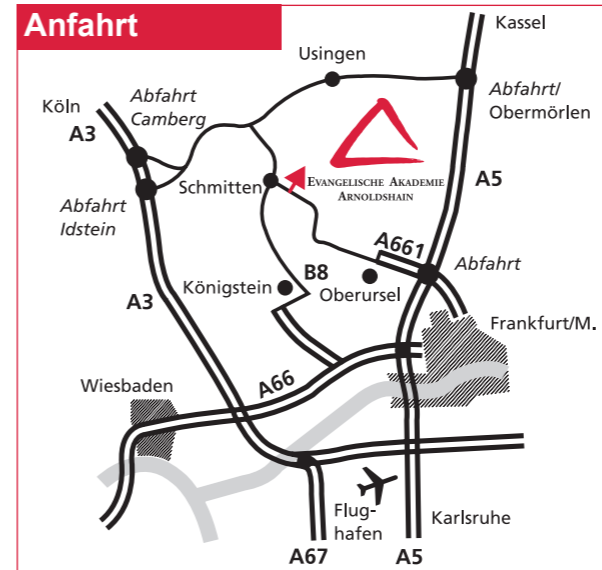 Anfahrt
Kassel
Usingen
Abfahrt/
Obermörlen
Köln
Abfahrt
Camberg
A3
Schmitten
EVANGELISCHE AKADEMIE
ARNOLDSHAIN
A5
Abfahrt
Idstein
A661
Abfahrt
A3
Königstein
B8
Oberursel
Frankfurt/M.
Wiesbaden
A66
Flug-
hafen
Karlsruhe
A67
A5